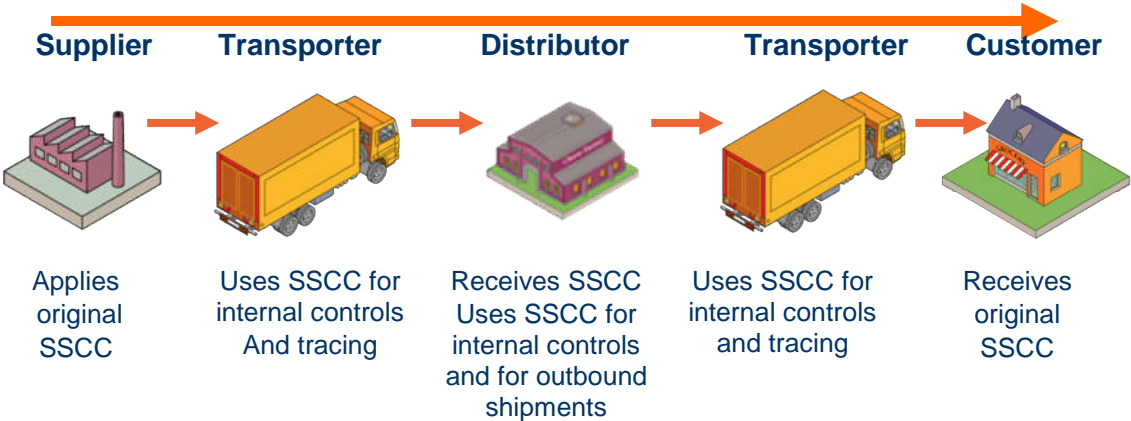 Supplier
Transporter
Distributor
Transporter
Customer
GROCERY
Applies
original
SSCC
Uses SSCC for
internal controls
And tracing
Receives SSCC
Uses SSCC for
internal controls
and for outbound
shipments
Uses SSCC for
internal controls
and tracing
Receives
original
SSCC